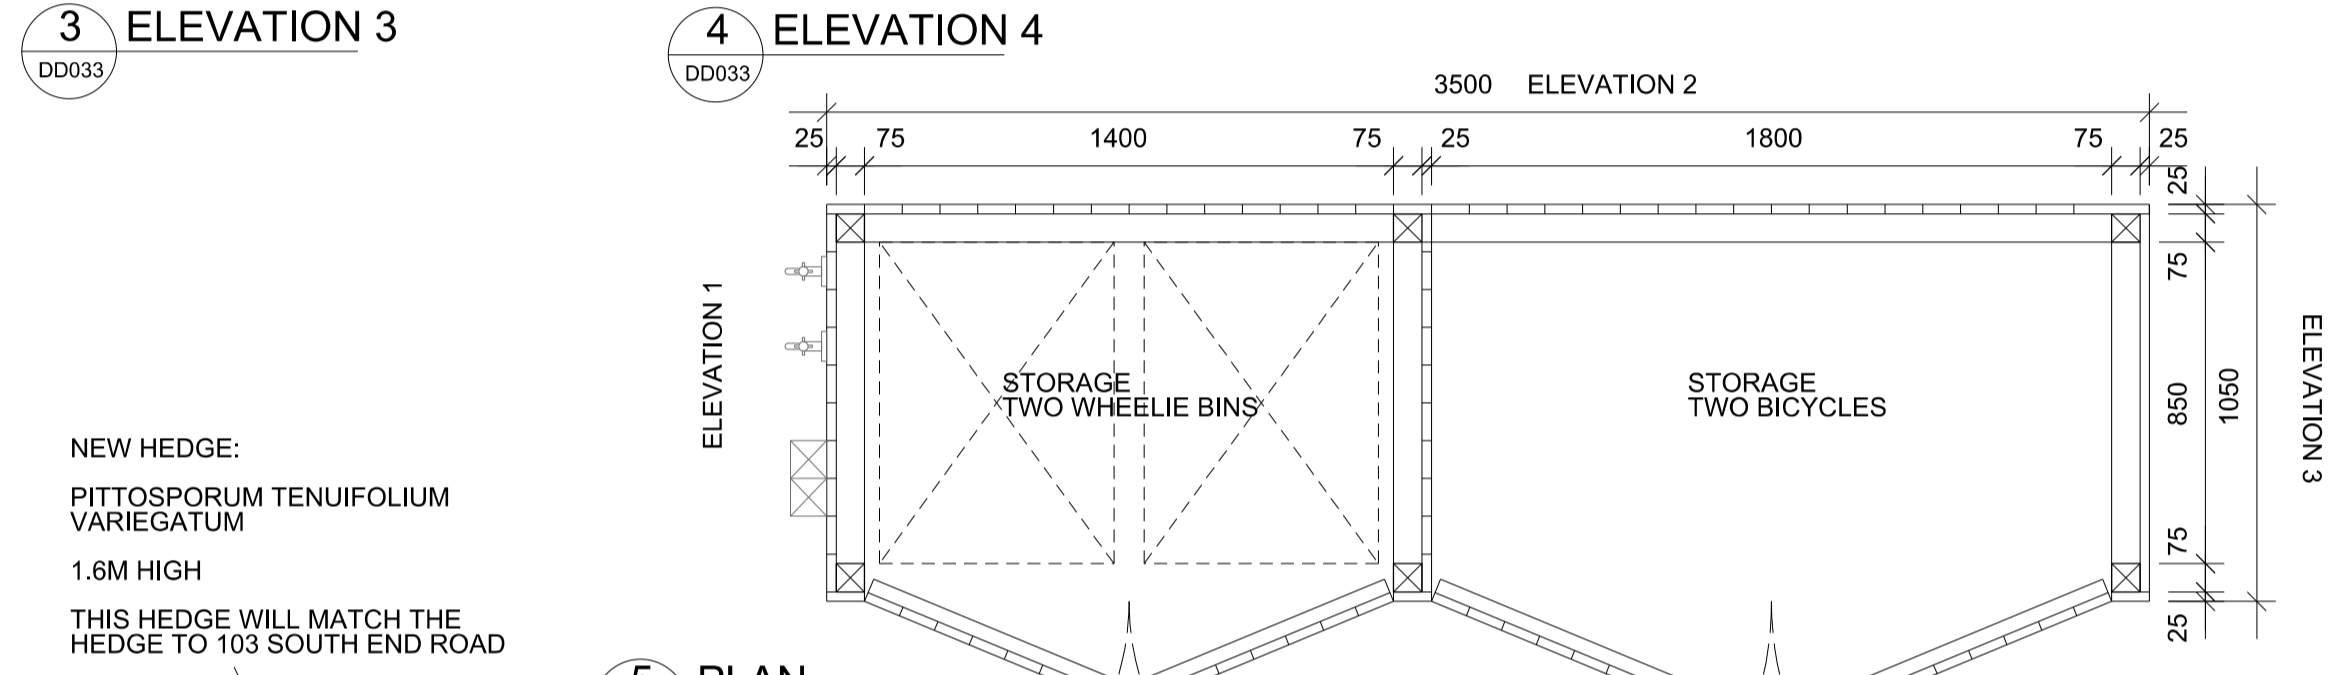 3 ELEVATION 3
DD033
4 ELEVATION 4
DD033
3500 ELEVATION 2
25 75 1400 75 25 1800 75 25
25
75
850
1050
75
25
ELEVATION 1
ELEVATION 3
STORAGE
TWO WHEELIE BINS
STORAGE
TWO BICYCLES
NEW HEDGE:
PITTOSPORUM TENUIFOLIUM
VARIEGATUM
1.6M HIGH
THIS HEDGE WILL MATCH THE
HEDGE TO 103 SOUTH END ROAD
5 PLAN